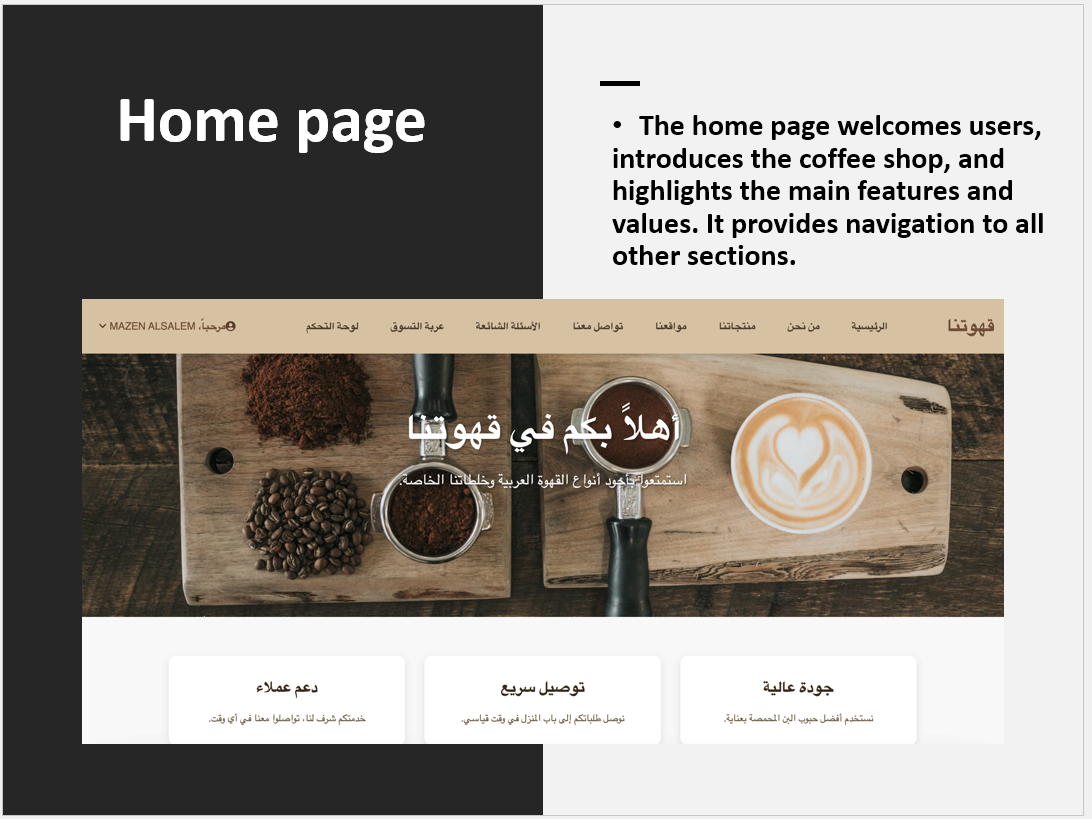 Home page
• The home page welcomes users,
introduces the coffee shop, and
highlights the main features and
values. It provides navigation to all
other sections.
قهوتنا الرئيسية من نحن منتجاتنا مواقعنا تواصل معنا الأسئلة الشائعة عربة التسوق لوحة التحكم مرحباً، MAZEN ALSALEM
أهلاً بكم في قهوتنا
استمتعوا بأجود أنواع القهوة العربية وخلطاتنا الخاصة.
جودة عالية
نستخدم أفضل حبوب البن المحمصة بعناية.
توصيل سريع
نوصل طلباتكم إلى باب المنزل في وقت قياسي.
دعم عملاء
خدمتكم شرف لنا، تواصلوا معنا في أي وقت.